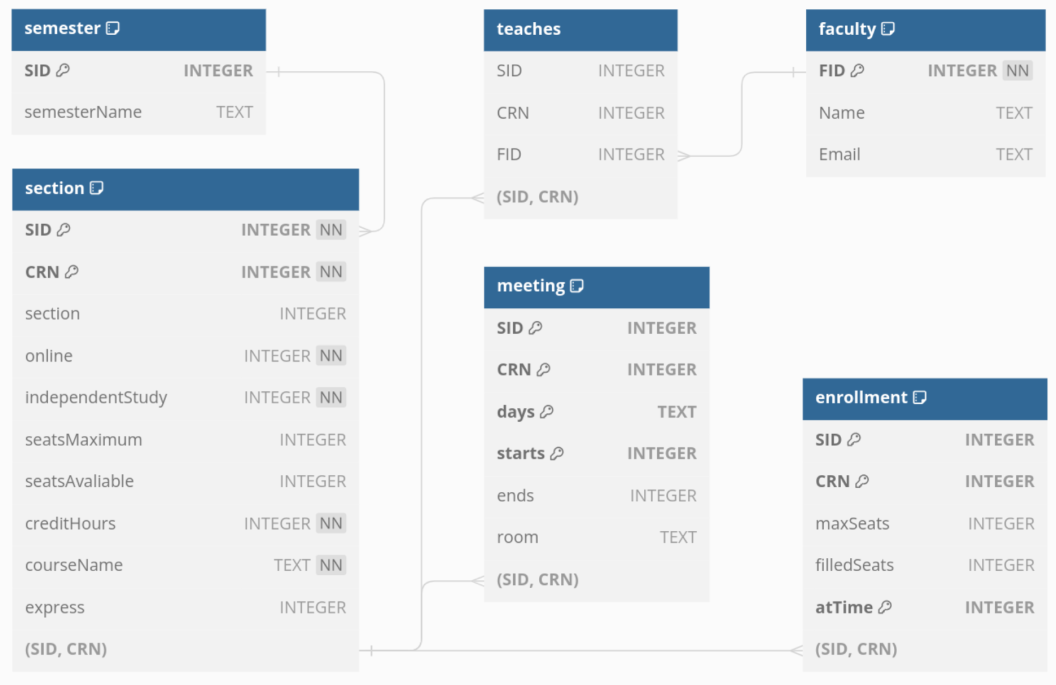 semester
SID INTEGER
semesterName TEXT
section
SID INTEGER NN
CRN INTEGER NN
section INTEGER
online INTEGER NN
independentStudy INTEGER NN
seatsMaximum INTEGER
seatsAvaliable INTEGER
creditHours INTEGER NN
courseName TEXT NN
express INTEGER
(SID, CRN)
teaches
SID INTEGER
CRN INTEGER
FID INTEGER
(SID, CRN)
meeting
SID INTEGER
CRN INTEGER
days TEXT
starts INTEGER
ends INTEGER
room TEXT
(SID, CRN)
faculty
FID INTEGER NN
Name TEXT
Email TEXT
enrollment
SID INTEGER
CRN INTEGER
maxSeats INTEGER
filledSeats INTEGER
atTime INTEGER
(SID, CRN)